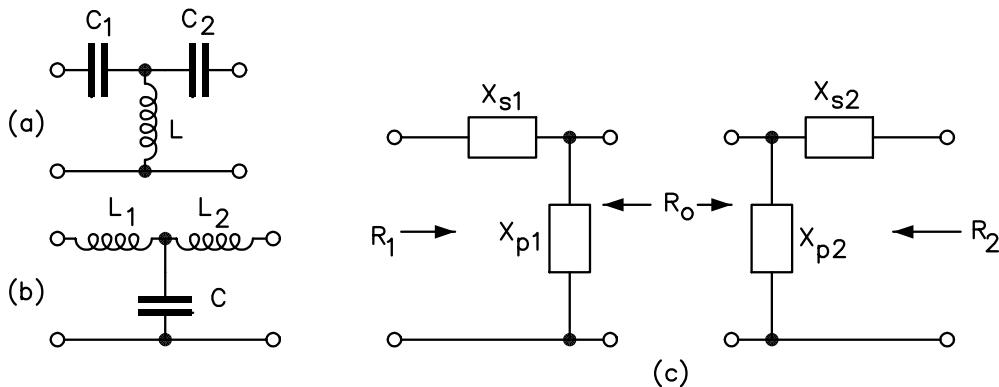 C1 C2
L
(a)
L1 L2
C
(b)
Xs1
Xp1
R1
Ro
Xs2
Xp2
R2
(c)